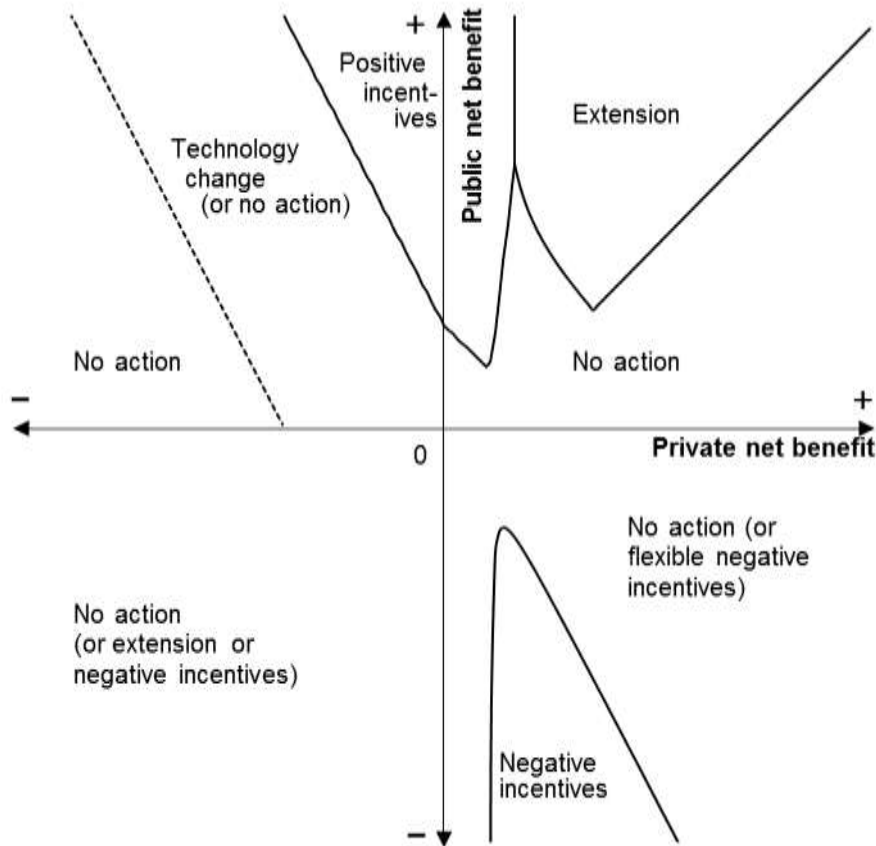 +
Positive
incent-
ives
Public net benefit
Extension
Technology
change
(or no action)
No action
No action
–
+
0
Private net benefit
No action (or
flexible negative
incentives)
No action
(or extension or
negative incentives)
Negative
incentives
–